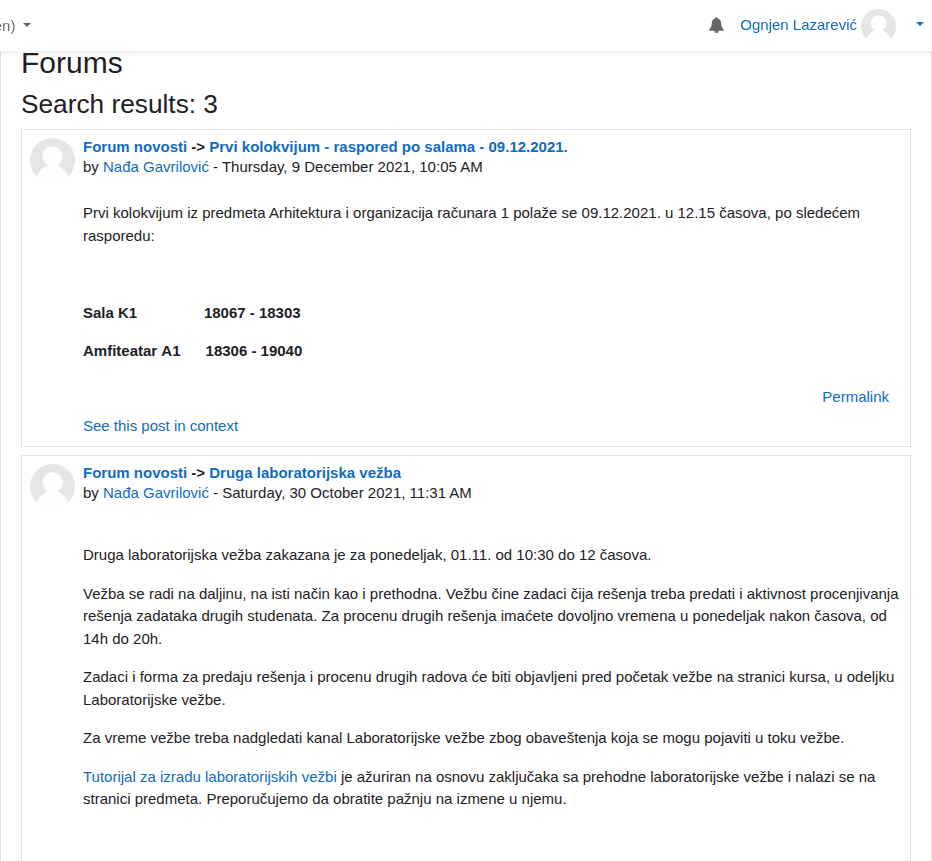 en)
Ognjen Lazarević
Forums
Search results: 3
Forum novosti -> Prvi kolokvijum - raspored po salama - 09.12.2021.
by Nađa Gavrilović - Thursday, 9 December 2021, 10:05 AM
Prvi kolokvijum iz predmeta Arhitektura i organizacija računara 1 polaže se 09.12.2021. u 12.15 časova, po sledećem
rasporedu:
Sala K1 18067 - 18303
Amfiteatar A1 18306 - 19040
Permalink
See this post in context
Forum novosti -> Druga laboratorijska vežba
by Nađa Gavrilović - Saturday, 30 October 2021, 11:31 AM
Druga laboratorijska vežba zakazana je za ponedeljak, 01.11. od 10:30 do 12 časova.
Vežba se radi na daljinu, na isti način kao i prethodna. Vežbu čine zadaci čija rešenja treba predati i aktivnost procenjivanja
rešenja zadataka drugih studenata. Za procenu drugih rešenja imaćete dovoljno vremena u ponedeljak nakon časova, od
14h do 20h.
Zadaci i forma za predaju rešenja i procenu drugih radova će biti objavljeni pred početak vežbe na stranici kursa, u odeljku
Laboratorijske vežbe.
Za vreme vežbe treba nadgledati kanal Laboratorijske vežbe zbog obaveštenja koja se mogu pojaviti u toku vežbe.
Tutorijal za izradu laboratorijskih vežbi je ažuriran na osnovu zaključaka sa prehodne laboratorijske vežbe i nalazi se na
stranici predmeta. Preporučujemo da obratite pažnju na izmene u njemu.